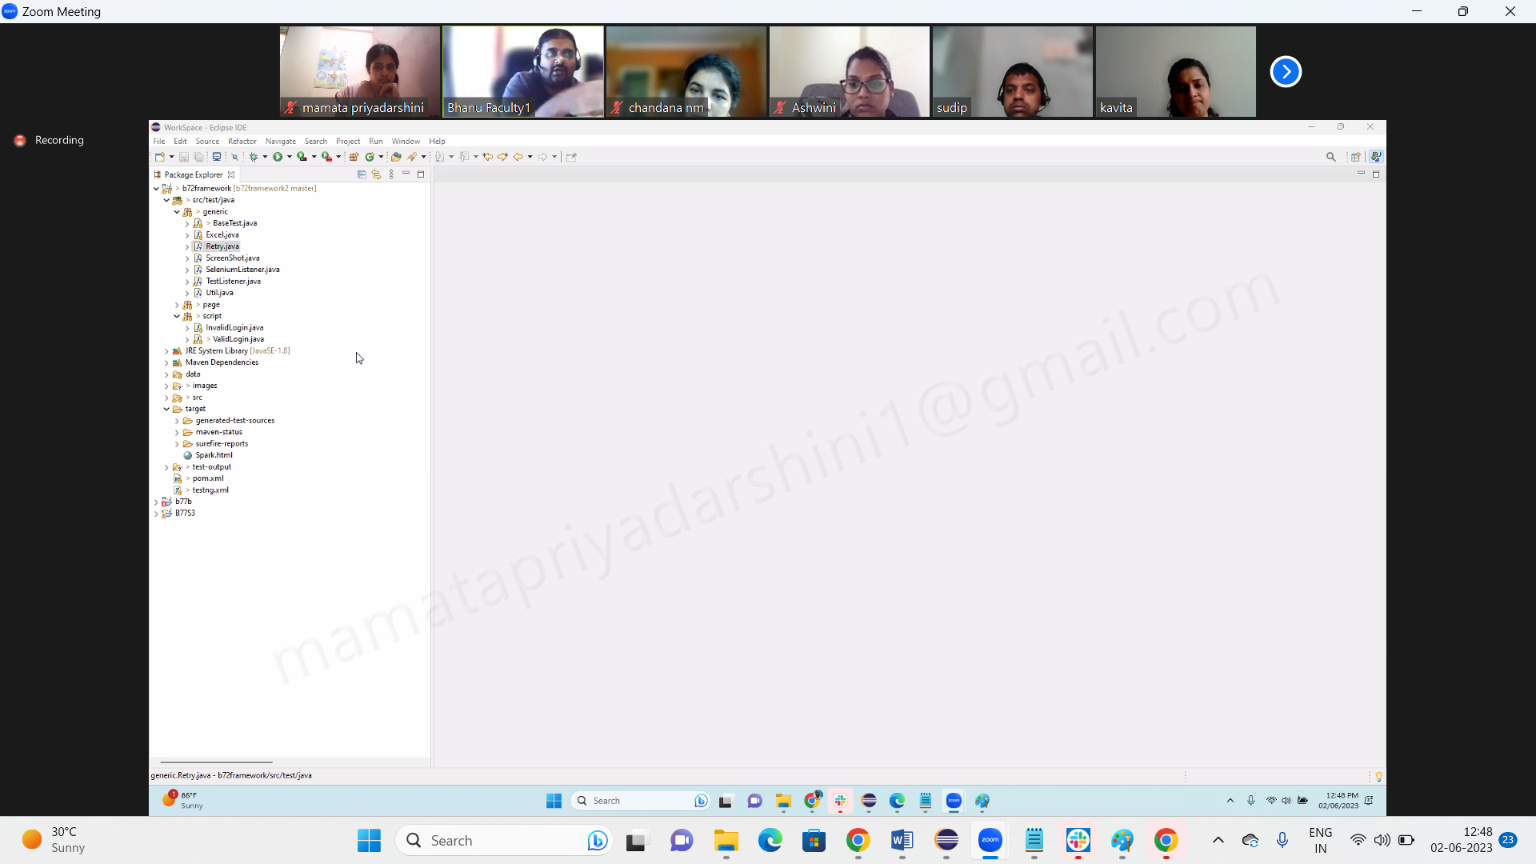 Zoom Meeting
mamata priyadarshini
Bhanu Faculty1
chandana nm
Ashwini
sudip
kavita
Recording
WorkSpace - Eclipse IDE
File Edit Source Refactor Navigate Search Project Run Window Help
Package Explorer
> b72framework [b72framework2 master]
> src/test/java
> generic
> BaseTest.java
Excel.java
Retry.java
ScreenShot.java
SeleniumListener.java
TestListener.java
Util.java
> page
> script
InvalidLogin.java
> ValidLogin.java
JRE System Library [JavaSE-1.8]
Maven Dependencies
data
> images
> src
target
generated-test-sources
maven-status
surefire-reports
Spark.html
> test-output
> pom.xml
> testng.xml
b77b
B77S3
mamatapriyadarshini1@gmail.com
generic.Retry.java - b72framework/src/test/java
1
86°F
Sunny
Search
12:48 PM
02/06/2023
30°C
Sunny
Search
zoom
ENG
IN
12:48
02-06-2023
23